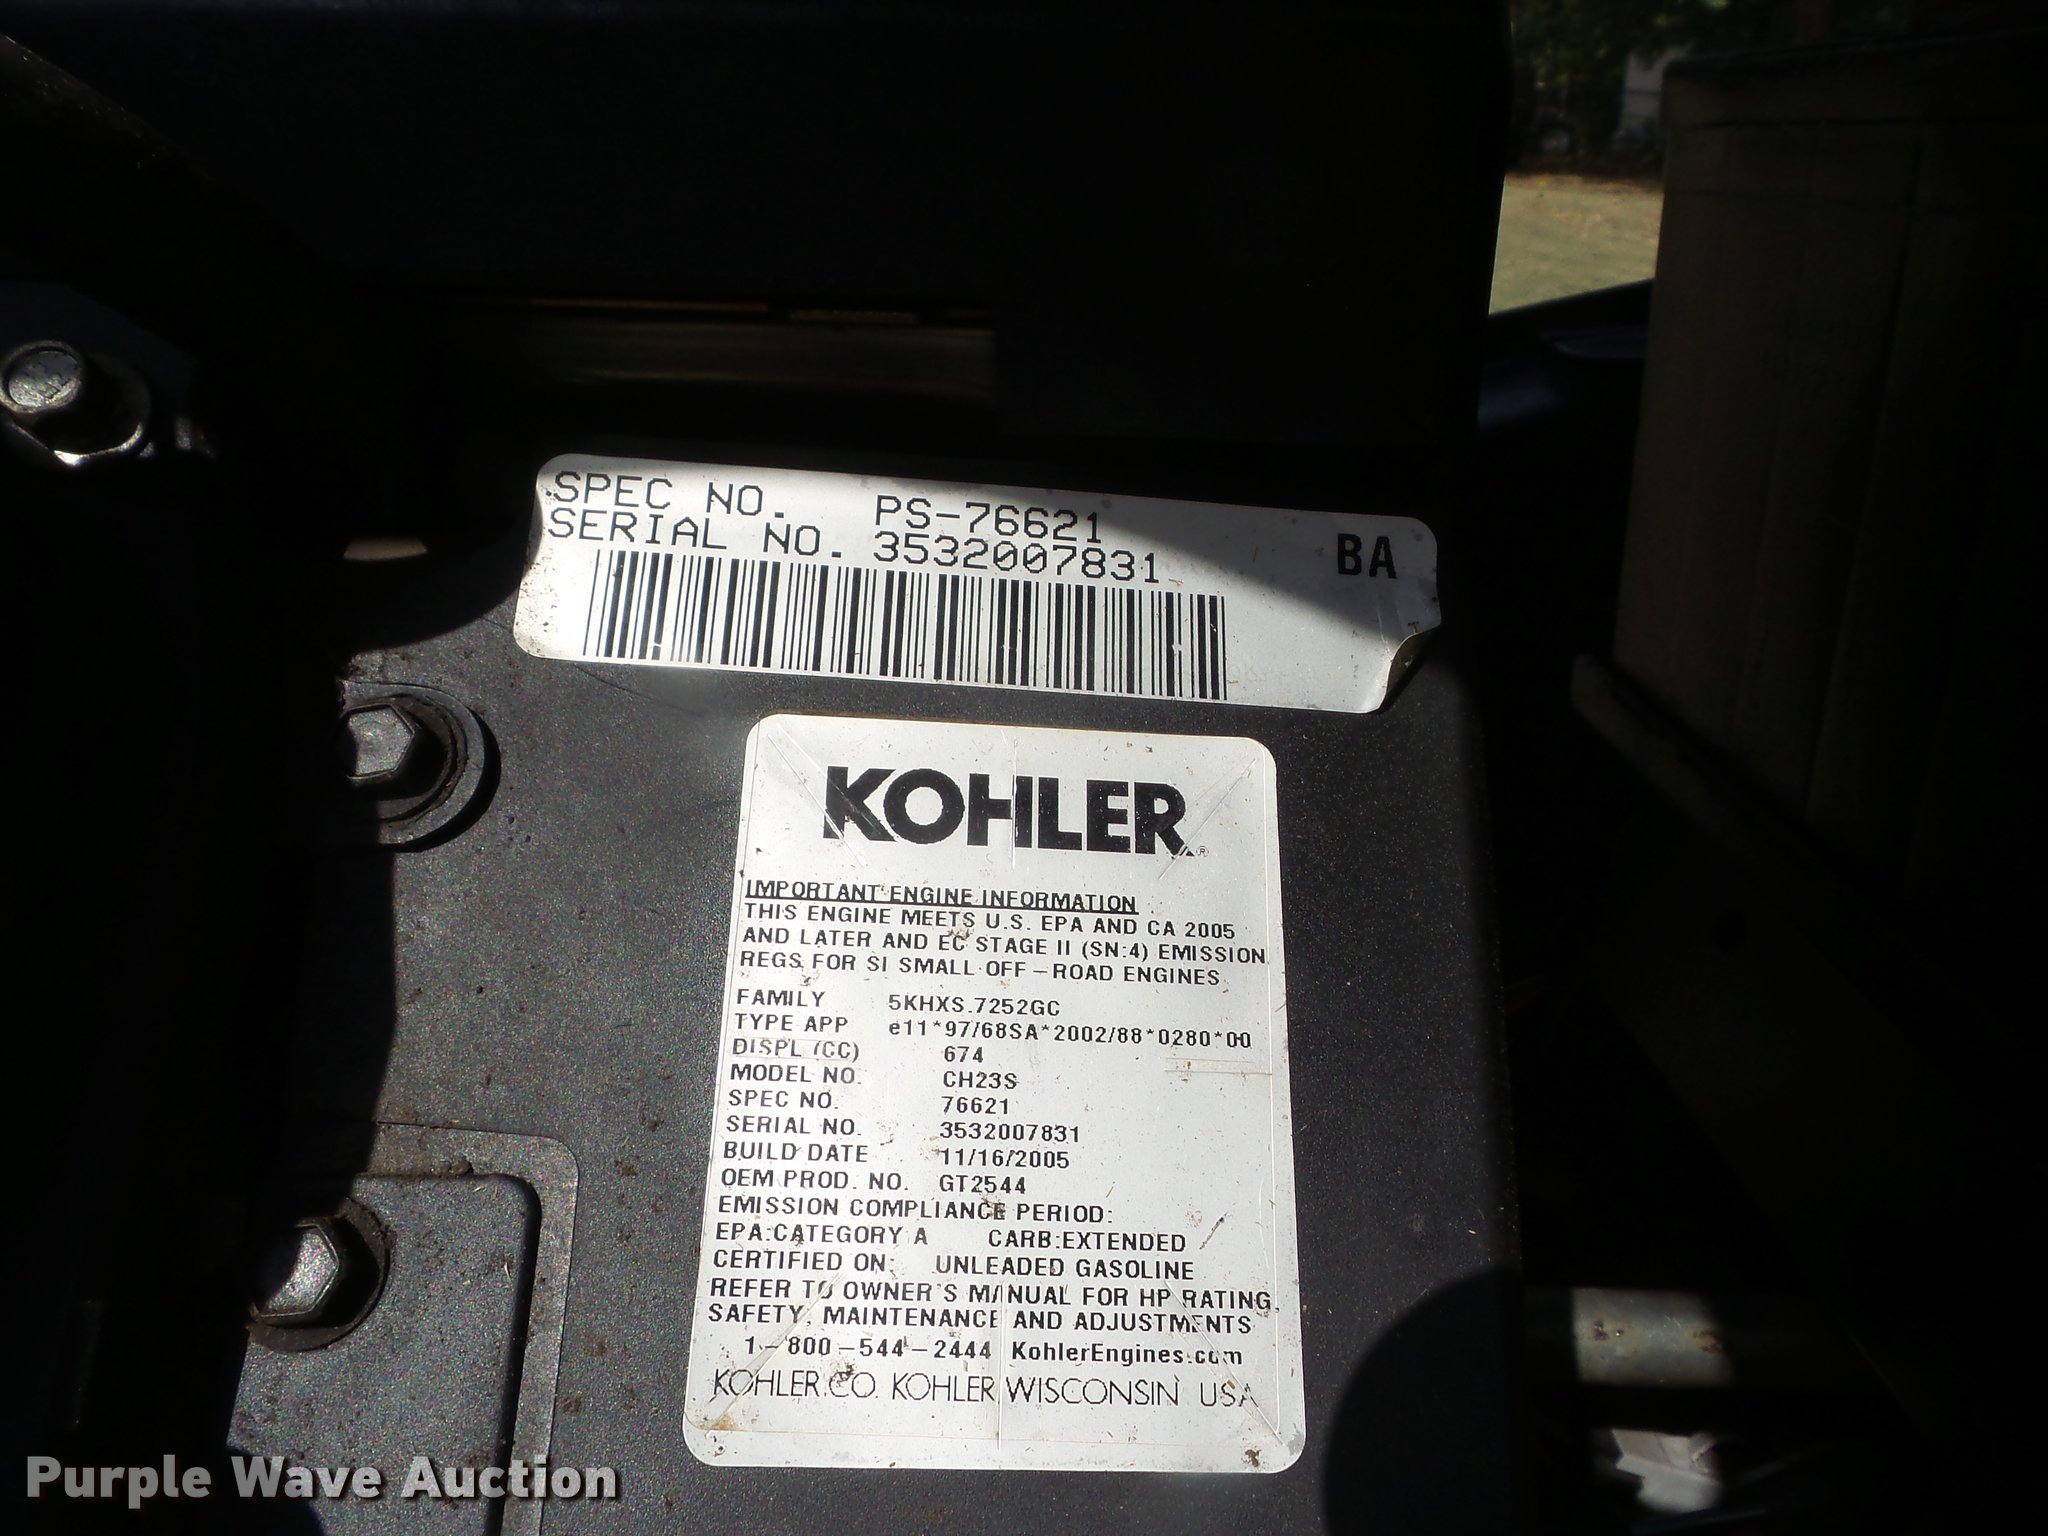 SPEC NO. PS-76621
SERIAL NO. 3532007831
BA
KOHLER®
IMPORTANT ENGINE INFORMATION
THIS ENGINE MEETS U.S. EPA AND CA 2005
AND LATER AND EC STAGE II (SN:4) EMISSION
REGS FOR SI SMALL OFF-ROAD ENGINES
FAMILY 5KHXS.7252GC
TYPE APP e11*97/68SA*2002/88*0280*00
DISPL (CC) 674
MODEL NO. CH23S
SPEC NO. 76621
SERIAL NO. 3532007831
BUILD DATE 11/16/2005
OEM PROD. NO. GT2544
EMISSION COMPLIANCE PERIOD:
EPA:CATEGORY A CARB:EXTENDED
CERTIFIED ON: UNLEADED GASOLINE
REFER TO OWNER'S MANUAL FOR HP RATING,
SAFETY, MAINTENANCE AND ADJUSTMENTS
1-800-544-2444 KohlerEngines.com
KOHLER CO. KOHLER, WISCONSIN USA
Purple Wave Auction